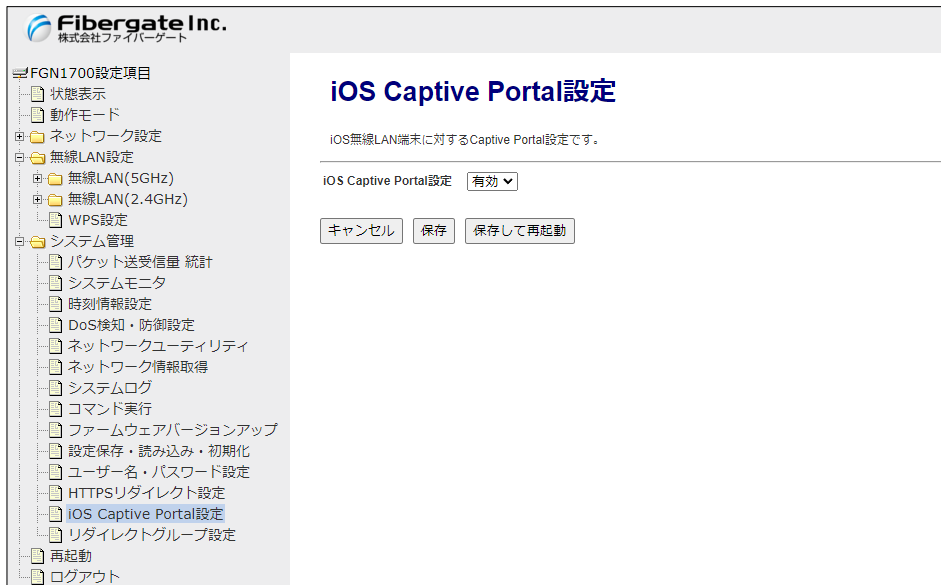 Fibergate Inc.
株式会社ファイバーゲート
FGN1700設定項目
状態表示
動作モード
ネットワーク設定
無線LAN設定
無線LAN(5GHz)
無線LAN(2.4GHz)
WPS設定
システム管理
パケット送受信量 統計
システムモニタ
時刻情報設定
DoS検知・防御設定
ネットワークユーティリティ
ネットワーク情報取得
システムログ
コマンド実行
ファームウェアバージョンアップ
設定保存・読み込み・初期化
ユーザー名・パスワード設定
HTTPSリダイレクト設定
iOS Captive Portal設定
リダイレクトグループ設定
再起動
ログアウト
iOS Captive Portal設定
iOS無線LAN端末に対するCaptive Portal設定です。
iOS Captive Portal設定 有効
キャンセル 保存 保存して再起動